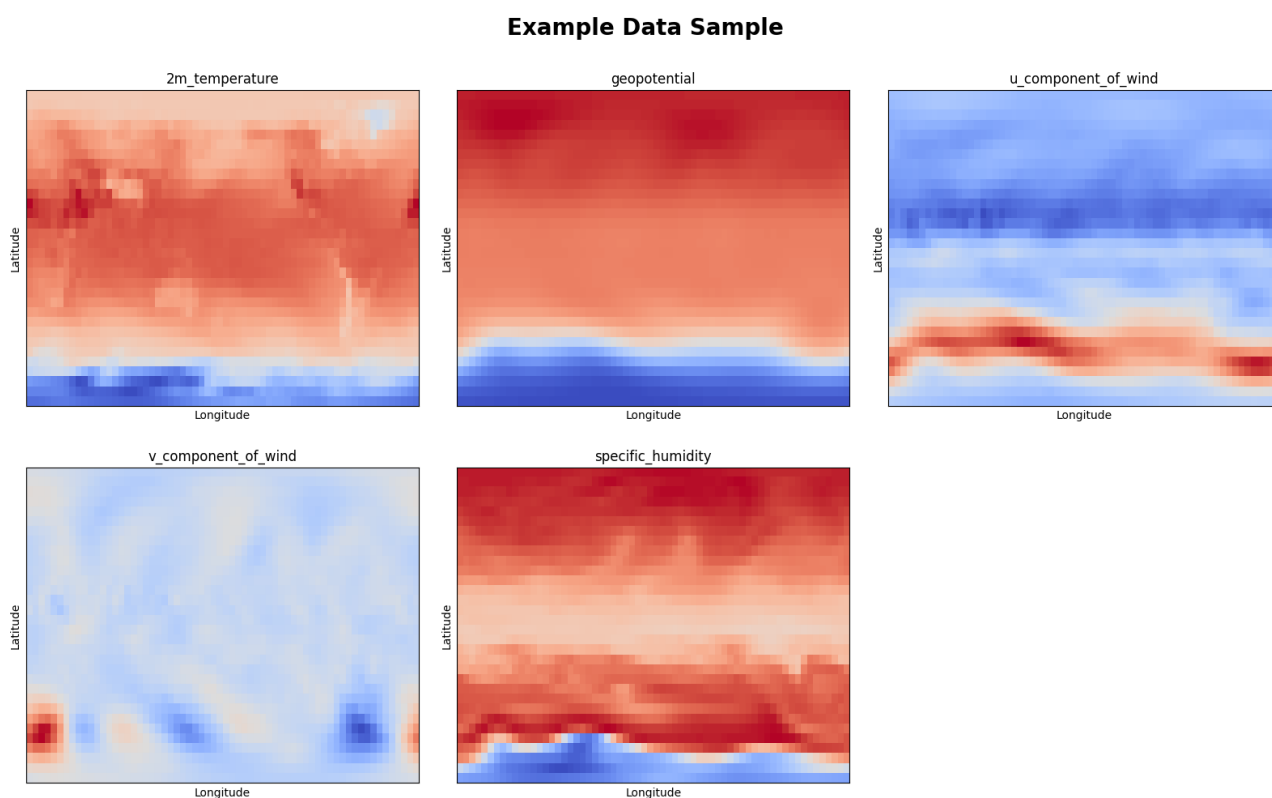 Example Data Sample
2m_temperature
geopotential
u_component_of_wind
Latitude
Latitude
Latitude
Longitude
Longitude
Longitude
v_component_of_wind
specific_humidity
Latitude
Latitude
Longitude
Longitude